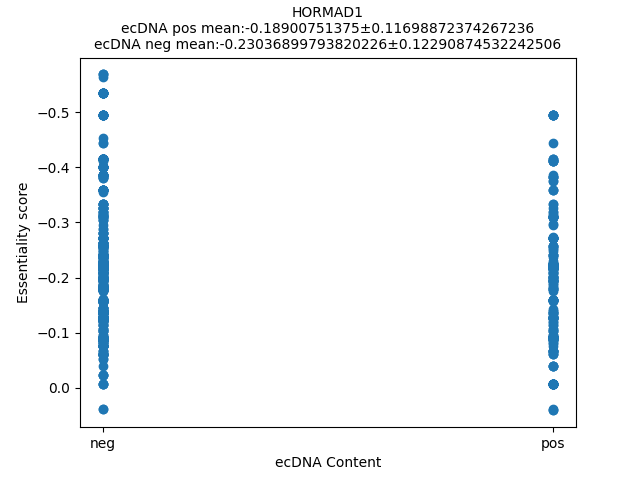 HORMAD1
ecDNA pos mean:-0.18900751375±0.11698872374267236
ecDNA neg mean:-0.23036899793820226±0.12290874532242506
−0.5
−0.4
−0.3
−0.2
−0.1
0.0
Essentiality score
neg
pos
ecDNA Content